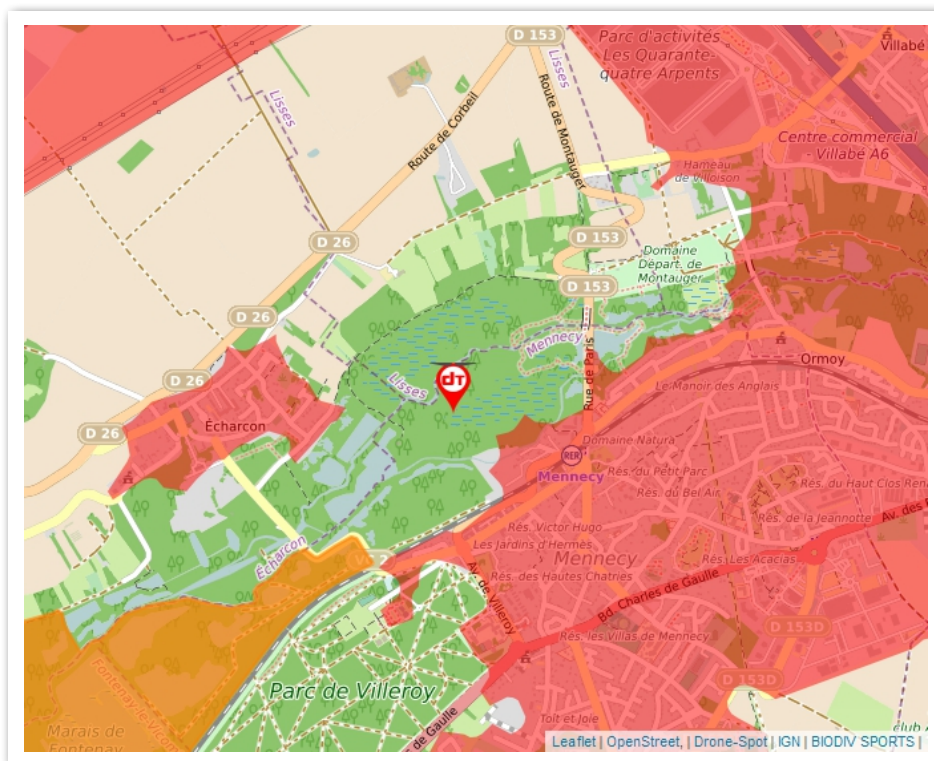 D 153
Parc d'activités
Les Quarante-
quatre Arpents
Villabé
Lisses
Lisses
Route de Corbeil
Route de Montauger
Centre commercial
- Villabé A6
Hameau
de Villoison
D 26
D 153
Domaine
Départ. de
Montauger
D 153
D 26
Mennecy
Rue de Paris
Ormoy
D 26
dT
Lisses
Le Manoir des Anglais
Écharcon
D 26
Domaine Natura
RER
Mennecy
Rés. du Petit Parc
Rés. du Bel Air
Rés. du Haut Clos Rena
Rés. de la Jeannotte
Av. des
Rés. Victor Hugo
Écharcon
Les Jardins d'Hermès
Mennecy
Rés. Les Acacias
Rés. des Hautes Chatries
Av. de Villeroy
Bd. Charles de Gaulle
D 153D
Rés. les Villas de Mennecy
Fontenay-le-Vicomte
Parc de Villeroy
D 153D
Marais de
Fontenay
Toit et Joie
de Gaulle
club A
Leaflet | OpenStreet, | Drone-Spot | IGN | BIODIV SPORTS |